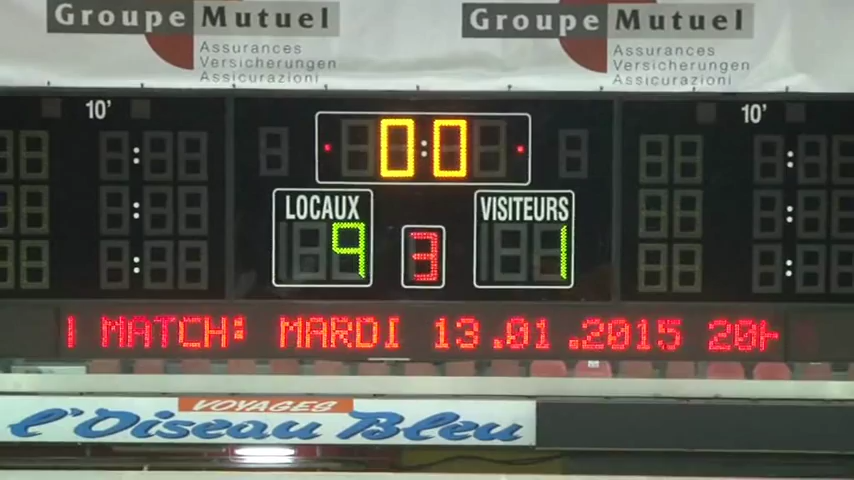 Groupe Mutuel
Assurances
Versicherungen
Assicurazioni
Groupe Mutuel
Assurances
Versicherungen
Assicurazioni
10'
10'
0:0
LOCAUX
VISITEURS
9
3
1
MATCH: MARDI 13.01.2015 20H
VOYAGES
l'Oiseau Bleu